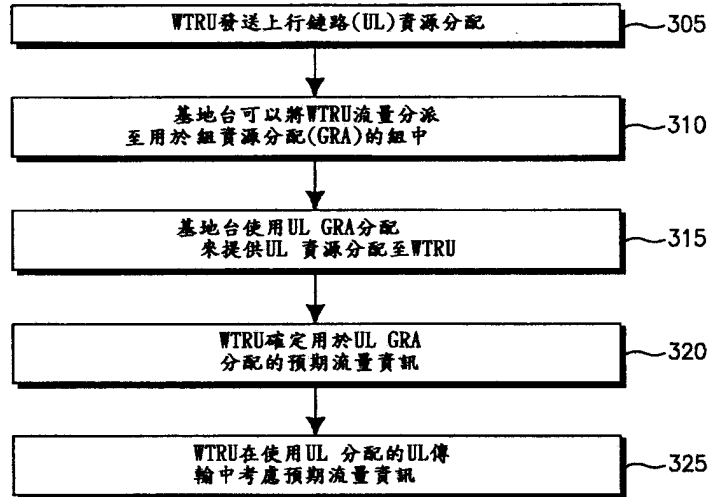 WTRU發送上行鏈路(UL)資源分配
305
基地台可以將WTRU流量分派
至用於組資源分配(GRA)的組中
310
基地台使用UL GRA分配
來提供UL 資源分配至WTRU
315
WTRU確定用於UL GRA
分配的預期流量資訊
320
WTRU在使用UL 分配的UL傳
輸中考慮預期流量資訊
325